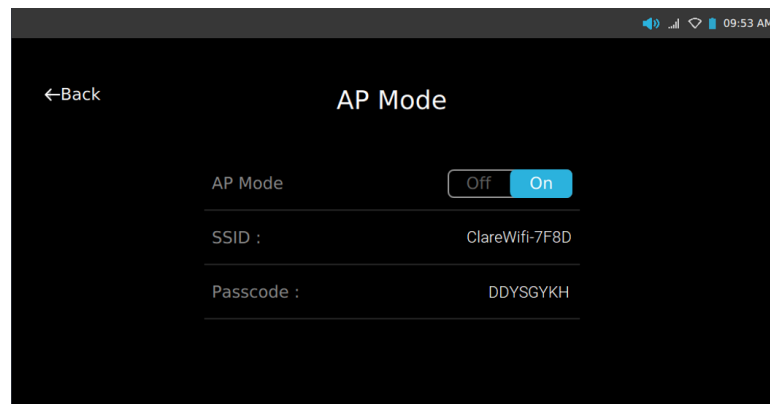 09:53 AM
←Back
AP Mode
AP Mode Off On
SSID : ClareWifi-7F8D
Passcode : DDYSGYKH